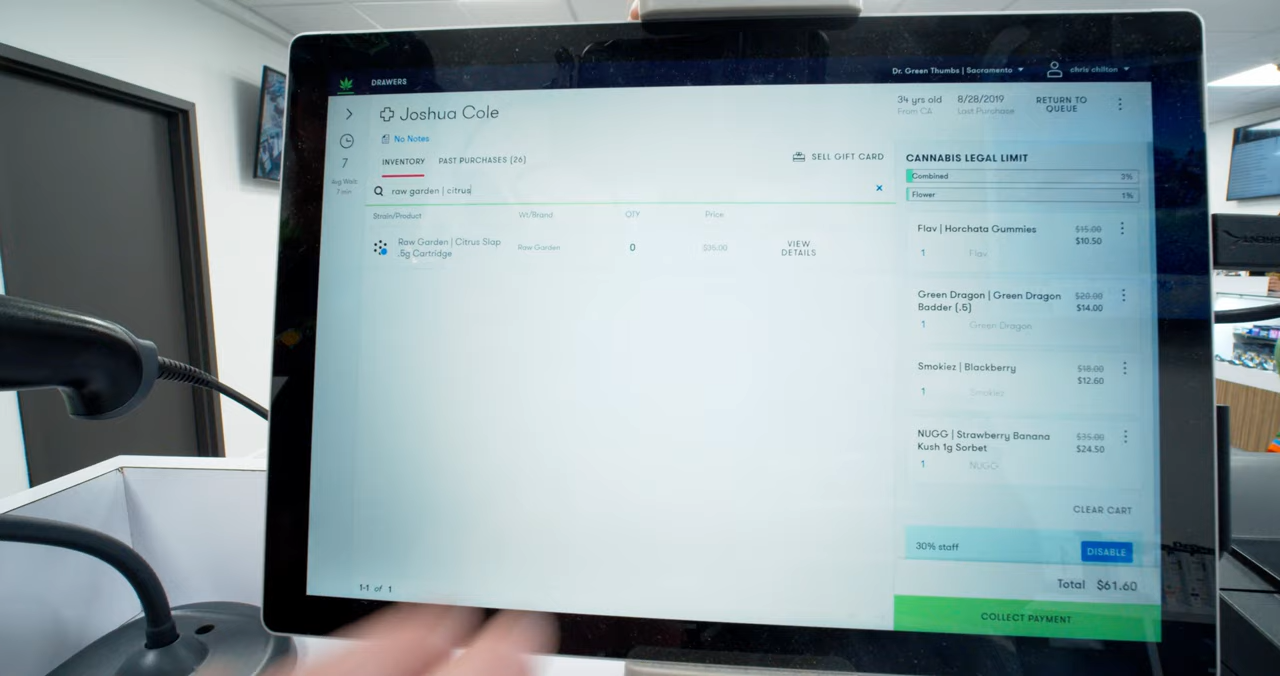 DRAWERS
Dr. Green Thumbs | Sacramento
chris chilton
Joshua Cole
34 yrs old
From CA
8/28/2019
Last Purchase
RETURN TO
QUEUE
No Notes
7
Avg Wait:
7 min
INVENTORY
PAST PURCHASES (26)
SELL GIFT CARD
raw garden | citrus
Strain/Product
Wt/Brand
QTY
Price
Raw Garden | Citrus Slap
.5g Cartridge
Raw Garden
0
$35.00
VIEW
DETAILS
1-1 of 1
CANNABIS LEGAL LIMIT
Combined
3%
Flower
1%
Flav | Horchata Gummies
$15.00
$10.50
1
Flav
Green Dragon | Green Dragon
Badder (.5)
$20.00
$14.00
1
Green Dragon
Smokiez | Blackberry
$18.00
$12.60
1
Smokiez
NUGG | Strawberry Banana
Kush 1g Sorbet
$35.00
$24.50
1
NUGG
CLEAR CART
30% staff
DISABLE
Total $61.60
COLLECT PAYMENT